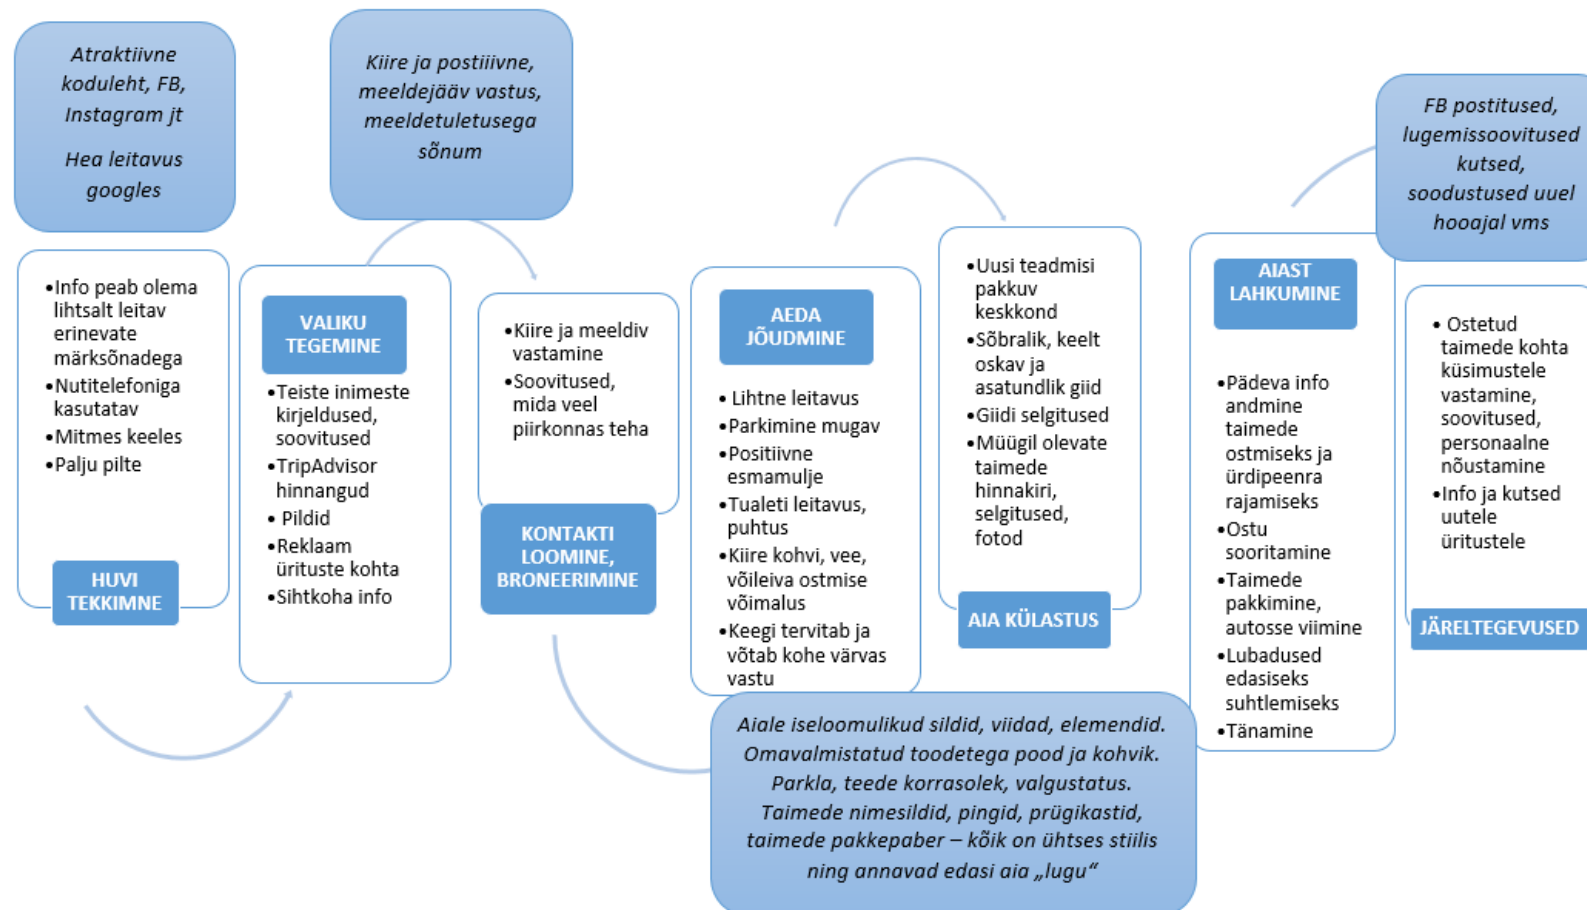 Atraktiivne
koduleht, FB,
Instagram jt
Hea leitavus
googles
•Info peab olema
lihtsalt leitav
erinevate
märksõnadega
•Nutitelefoniga
kasutatav
•Mitmes keeles
•Palju pilte
HUVI
TEKKIMNE
VALIKU
TEGEMINE
•Teiste inimeste
kirjeldused,
soovitused
•TripAdvisor
hinnangud
• Pildid
•Reklaam
ürituste kohta
•Sihtkoha info
Kiire ja postiiivne,
meeldejääv vastus,
meeldetuletusega
sõnum
•Kiire ja meeldiv
vastamine
•Soovitused,
mida veel
piirkonnas teha
KONTAKTI
LOOMINE,
BRONEERIMINE
AEDA
JÕUDMINE
• Lihtne leitavus
•Parkimine mugav
•Positiivne
esmamulje
•Tualeti leitavus,
puhtus
•Kiire kohvi, vee,
võileiva ostmise
võimalus
•Keegi tervitab ja
võtab kohe värvas
vastu
Aiale iseloomulikud sildid, viidad, elemendid.
Omavalmistatud toodetega pood ja kohvik.
Parkla, teede korrasolek, valgustatus.
Taimede nimesildid, pingid, prügikastid,
taimede pakkepaber – kõik on ühtses stiilis
ning annavad edasi aia „lugu“
•Uusi teadmisi
pakkuv
keskkond
•Sõbralik, keelt
oskav ja
asatundlik giid
•Giidi selgitused
•Müügil olevate
taimede
hinnakiri,
selgitused,
fotod
AIA KÜLASTUS
AIAST
LAHKUMINE
•Pädeva info
andmine
taimede
ostmiseks ja
ürdipeenra
rajamiseks
•Ostu
sooritamine
•Taimede
pakkimine,
autosse viimine
•Lubadused
edasiseks
suhtlemiseks
•Tänamine
FB postitused,
lugemissoovitused
kutsed,
soodustused uuel
hooajal vms
• Ostetud
taimede kohta
küsimustele
vastamine,
soovitused,
personaalne
nõustamine
•Info ja kutsed
uutele
üritustele
JÄRELTEGEVUSED